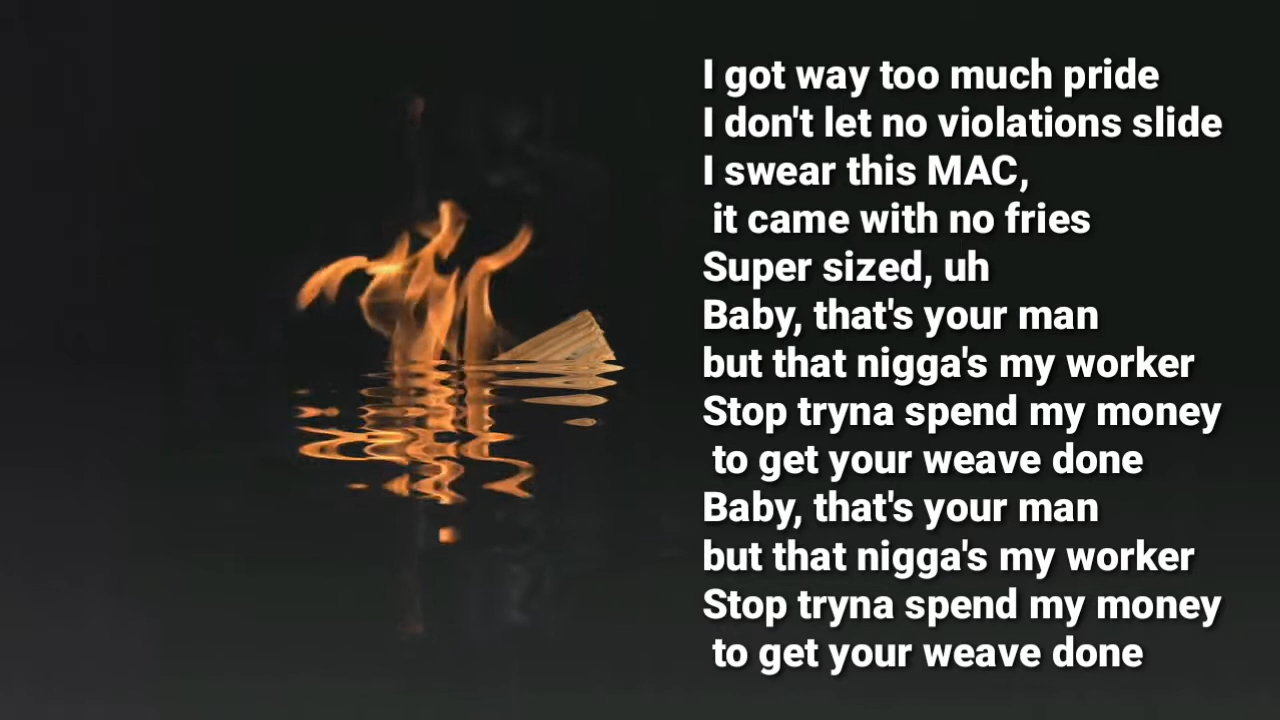 I got way too much pride
I don't let no violations slide
I swear this MAC,
it came with no fries
Super sized, uh
Baby, that's your man
but that nigga's my worker
Stop tryna spend my money
to get your weave done
Baby, that's your man
but that nigga's my worker
Stop tryna spend my money
to get your weave done